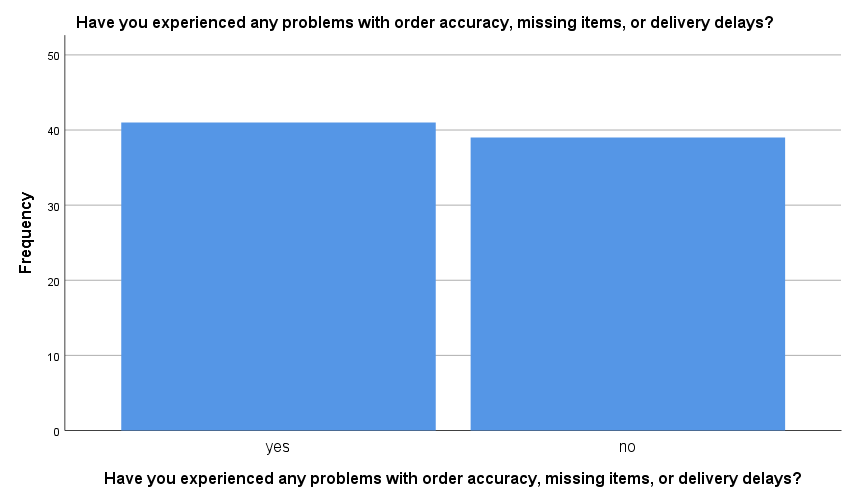 Have you experienced any problems with order accuracy, missing items, or delivery delays?
50
40
30
20
10
0
Frequency
yes
no
Have you experienced any problems with order accuracy, missing items, or delivery delays?